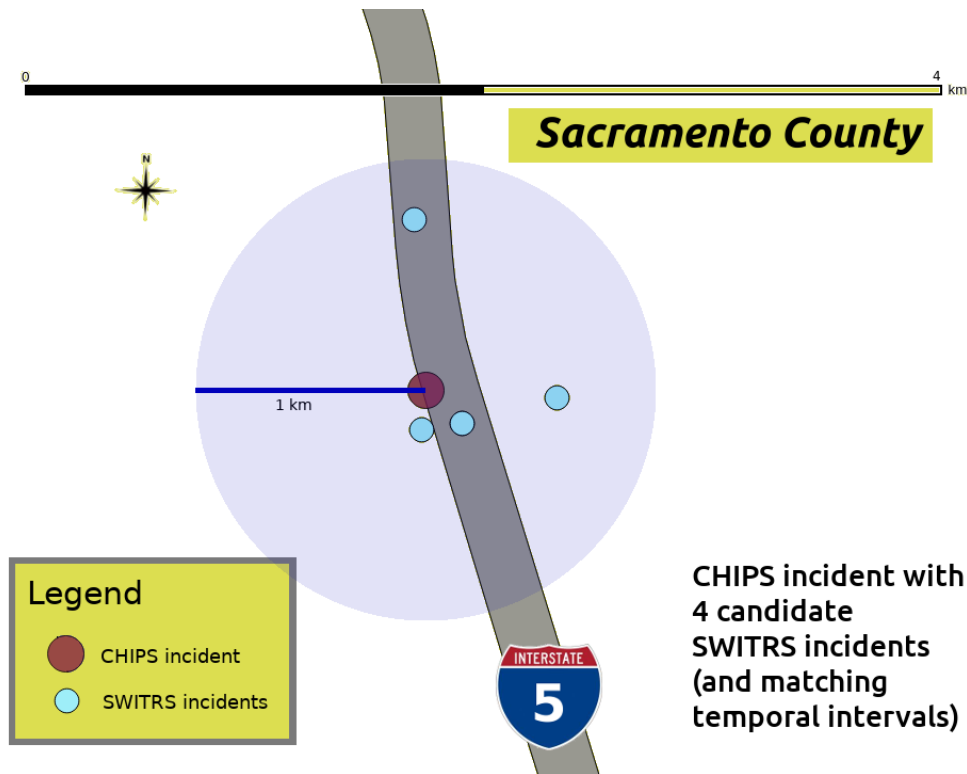 0
4
km
Sacramento County
N
1 km
Legend
CHIPS incident
SWITRS incidents
INTERSTATE
5
CHIPS incident with
4 candidate
SWITRS incidents
(and matching
temporal intervals)